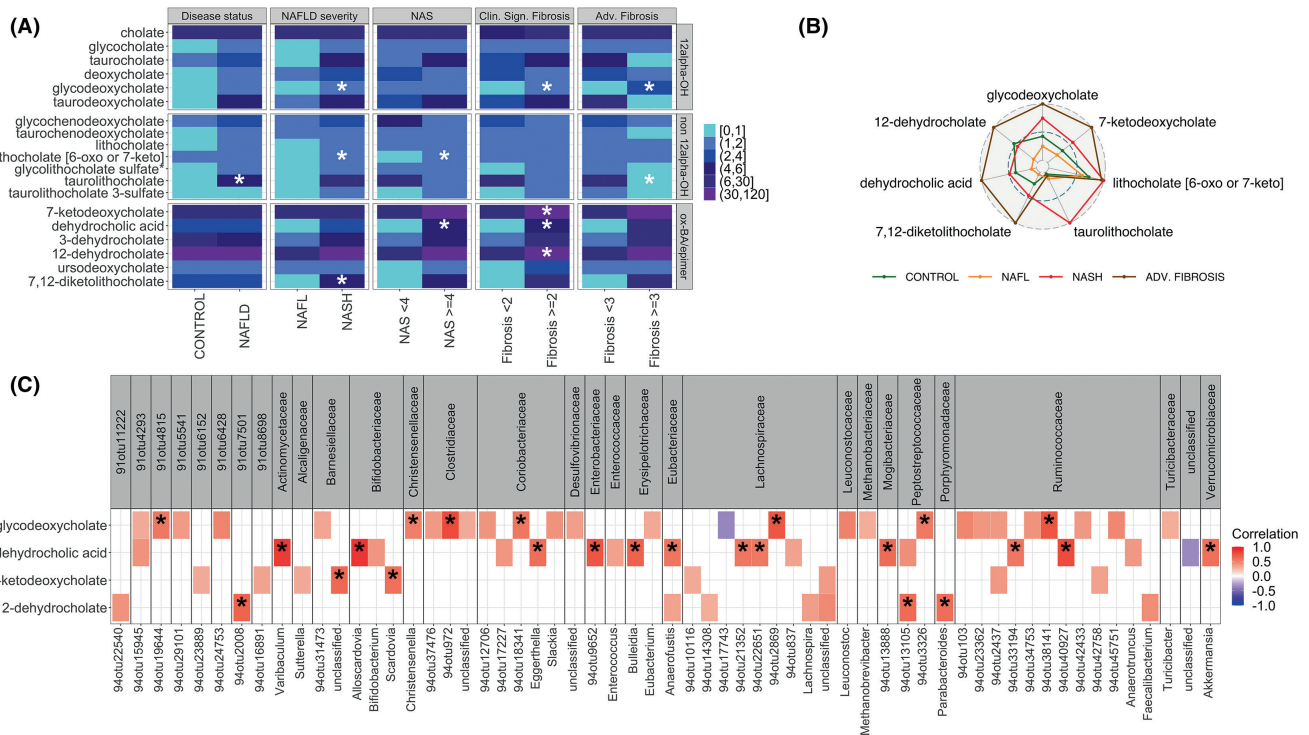 (A)
Disease status NAFLD severity NAS Clin. Sign. Fibrosis Adv. Fibrosis
cholate
glycocholate
taurocholate
deoxycholate
glycodeoxycholate
taurodeoxycholate
12alpha-OH
* * *
glycochenodeoxycholate
taurochenodeoxycholate
lithocholate
thocholate [6-oxo or 7-keto]
glycolithocholate sulfate*
taurolithocholate
taurolithocholate 3-sulfate
non 12alpha-OH
* *
* *
7-ketodeoxycholate
dehydrocholic acid
3-dehydrocholate
12-dehydrocholate
ursodeoxycholate
7,12-diketolithocholate
ox-BA/epimer
*
* *
*
*
[0,1]
(1,2]
(2,4]
(4,6]
(6,30]
(30,120]
CONTROL
NAFLD
NAFL
NASH
NAS <4
NAS >=4
Fibrosis <2
Fibrosis >=2
Fibrosis <3
Fibrosis >=3
(B)
glycodeoxycholate
7-ketodeoxycholate
lithocholate [6-oxo or 7-keto]
taurolithocholate
7,12-diketolithocholate
dehydrocholic acid
12-dehydrocholate
CONTROL NAFL NASH ADV. FIBROSIS
(C)
91otu11222
91otu4293
91otu4815
91otu5541
91otu6152
91otu6428
91otu7501
91otu8698
Actinomycetaceae
Alcaligenaceae
Barnesiellaceae
Bifidobacteriaceae
Christensenellaceae
Clostridiaceae
Coriobacteriaceae
Desulfovibrionaceae
Enterobacteriaceae
Enterococcaceae
Erysipelotrichaceae
Eubacteriaceae
Lachnospiraceae
Leuconostocaceae
Methanobacteriaceae
Mogibacteriaceae
Peptostreptococcaceae
Porphyromonadaceae
Ruminococcaceae
Turicibacteraceae
unclassified
Verrucomicrobiaceae
glycodeoxycholate * * * * * * *
dehydrocholic acid * * * * * * * * * * * *
-ketodeoxycholate * *
2-dehydrocholate * * *
94otu22540
94otu15945
94otu19644
94otu29101
94otu23889
94otu24753
94otu2008
94otu16891
Varibaculum
Sutterella
94otu31473
unclassified
Alloscardovia
Bifidobacterium
Scardovia
Christensenella
94otu37476
94otu972
unclassified
94otu12706
94otu17227
94otu18341
Eggerthella
Slackia
unclassified
94otu9652
Enterococcus
Bulleidia
Eubacterium
Anaerofustis
94otu10116
94otu14308
94otu17743
94otu21352
94otu22651
94otu2869
94otu8337
Lachnospira
unclassified
Leuconostoc
Methanobrevibacter
94otu13888
94otu13105
94otu33326
Parabacteroides
94otu1103
94otu23362
94otu2437
94otu33194
94otu34753
94otu38141
94otu40927
94otu42433
94otu42758
94otu45751
Anaerotruncus
Faecalibacterium
Turicibacter
unclassified
Akkermansia
Correlation
1.0
0.5
0.0
-0.5
-1.0